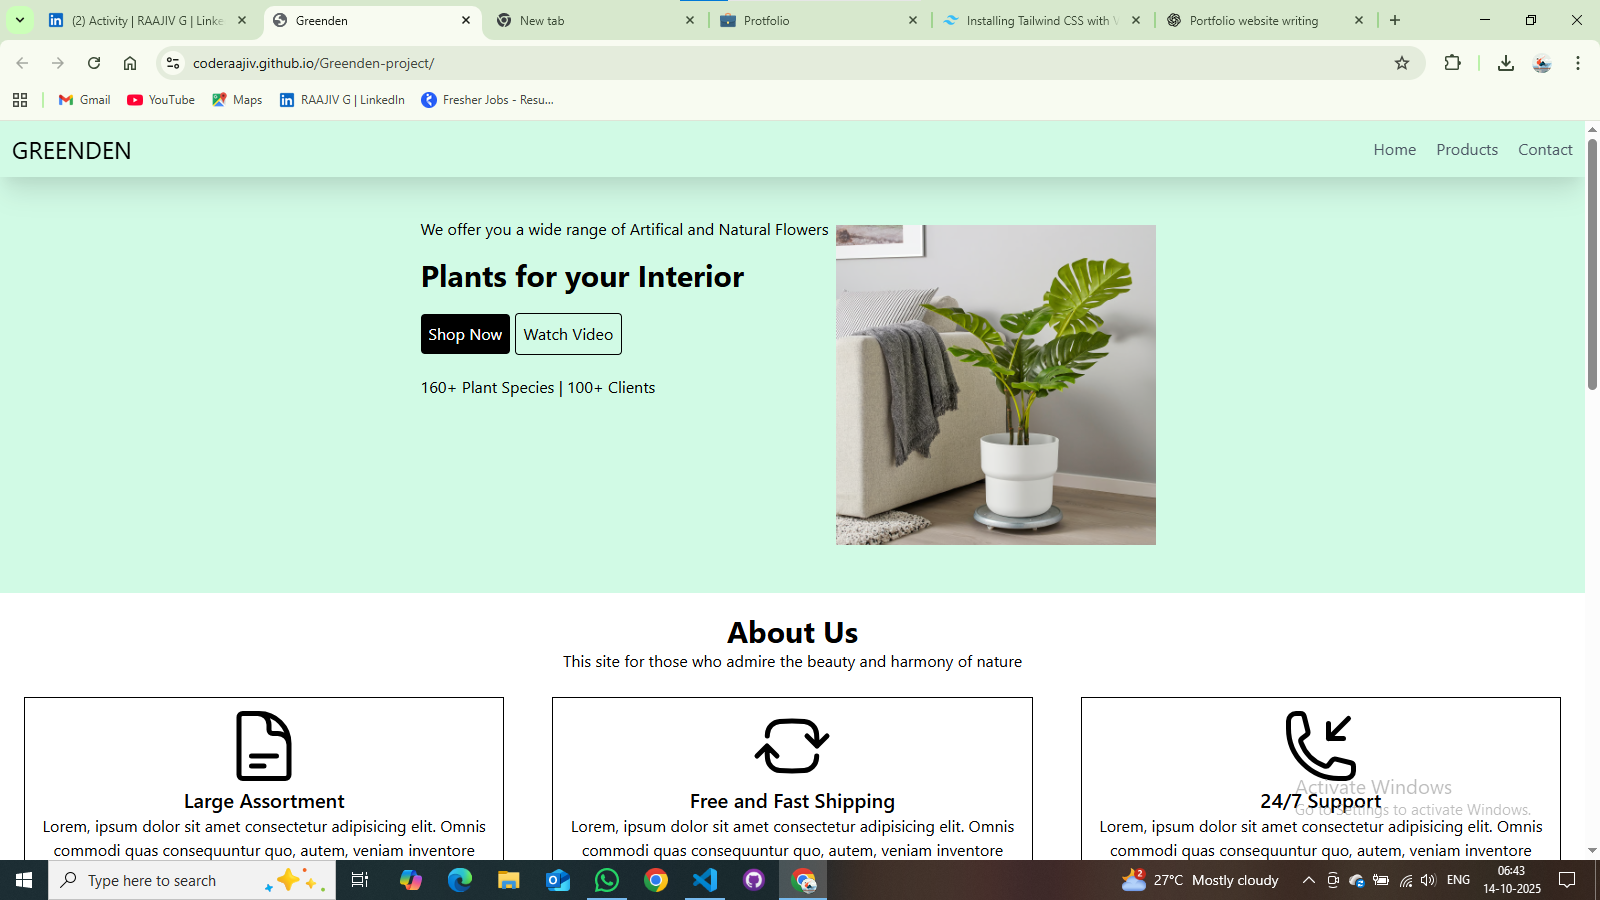 (2) Activity | RAAJIV G | Linke
Greenden
New tab
Protfolio
Installing Tailwind CSS with V
Portfolio website writing
coderaajiv.github.io/Greenden-project/
Gmail
YouTube
Maps
RAAJIV G | LinkedIn
Fresher Jobs - Resu...
GREENDEN
Home
Products
Contact
We offer you a wide range of Artifical and Natural Flowers
Plants for your Interior
Shop Now
Watch Video
160+ Plant Species | 100+ Clients
About Us
This site for those who admire the beauty and harmony of nature
Large Assortment
Lorem, ipsum dolor sit amet consectetur adipisicing elit. Omnis
commodi quas consequuntur quo, autem, veniam inventore
Free and Fast Shipping
Lorem, ipsum dolor sit amet consectetur adipisicing elit. Omnis
commodi quas consequuntur quo, autem, veniam inventore
24/7 Support
Lorem, ipsum dolor sit amet consectetur adipisicing elit. Omnis
commodi quas consequuntur quo, autem, veniam inventore
Activate Windows
Go to Settings to activate Windows.
Type here to search
2
27°C Mostly cloudy
ENG
06:43
14-10-2025